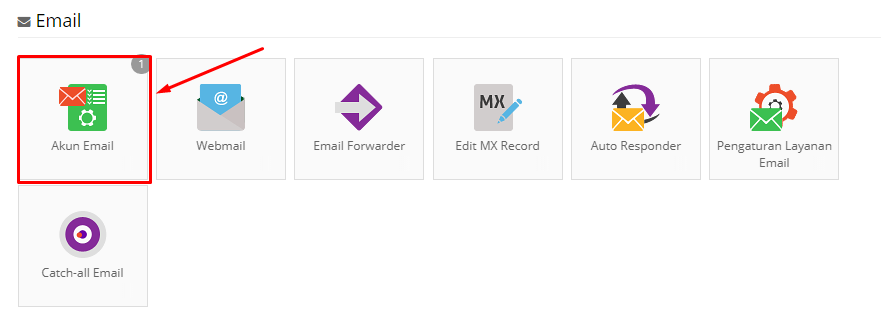 Email
1
Akun Email
@
Webmail
Email Forwarder
MX
Edit MX Record
Auto Responder
Pengaturan Layanan
Email
Catch-all Email